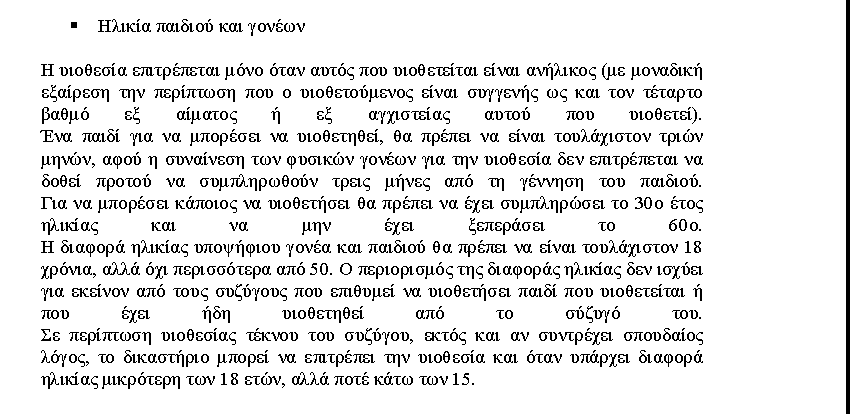 ▪ Ηλικία παιδιού και γονέων
Η υιοθεσία επιτρέπεται μόνο όταν αυτός που υιοθετείται είναι ανήλικος (με μοναδική
εξαίρεση την περίπτωση που ο υιοθετούμενος είναι συγγενής ως και τον τέταρτο
βαθμό εξ αίματος ή εξ αγχιστείας αυτού που υιοθετεί).
Ένα παιδί για να μπορέσει να υιοθετηθεί, θα πρέπει να είναι τουλάχιστον τριών
μηνών, αφού η συναίνεση των φυσικών γονέων για την υιοθεσία δεν επιτρέπεται να
δοθεί προτού να συμπληρωθούν τρεις μήνες από τη γέννηση του παιδιού.
Για να μπορέσει κάποιος να υιοθετήσει θα πρέπει να έχει συμπληρώσει το 30ο έτος
ηλικίας και να μην έχει ξεπεράσει το 60ο.
Η διαφορά ηλικίας υποψήφιου γονέα και παιδιού θα πρέπει να είναι τουλάχιστον 18
χρόνια, αλλά όχι περισσότερα από 50. Ο περιορισμός της διαφοράς ηλικίας δεν ισχύει
για εκείνον από τους συζύγους που επιθυμεί να υιοθετήσει παιδί που υιοθετείται ή
που έχει ήδη υιοθετηθεί από το σύζυγό του.
Σε περίπτωση υιοθεσίας τέκνου του συζύγου, εκτός και αν συντρέχει σπουδαίος
λόγος, το δικαστήριο μπορεί να επιτρέπει την υιοθεσία και όταν υπάρχει διαφορά
ηλικίας μικρότερη των 18 ετών, αλλά ποτέ κάτω των 15.